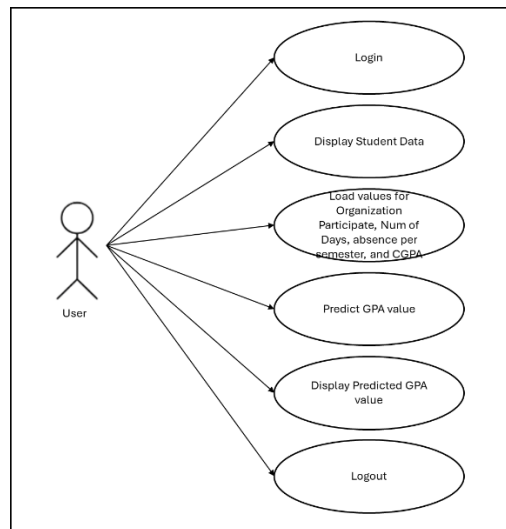 Login
Display Student Data
Load values for
Organization
Participate, Num of
Days, absence per
semester, and CGPA
User
Predict GPA value
Display Predicted GPA
value
Logout